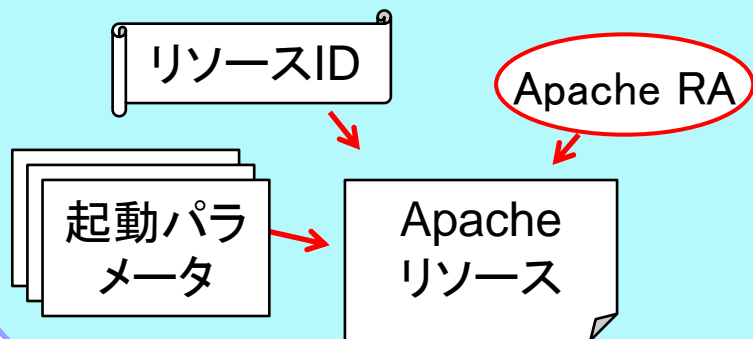 リソースID
Apache RA
起動パラ
メータ
Apache
リソース